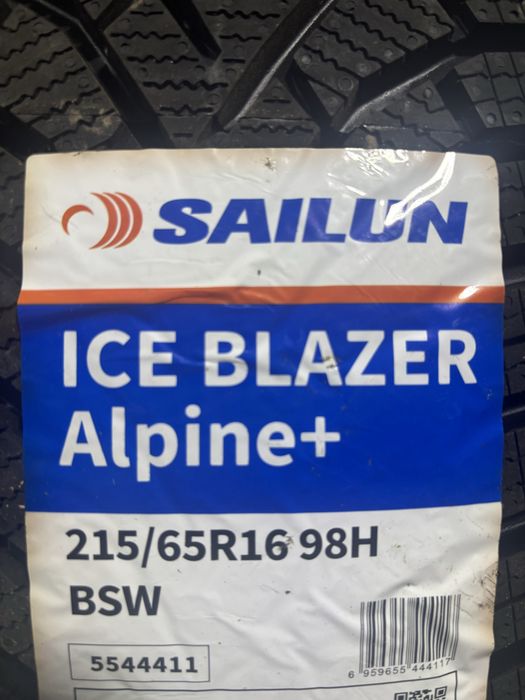 SAILUN
ICE BLAZER
Alpine+
215/65R16 98H
BSW
5544411
6 959655 444117